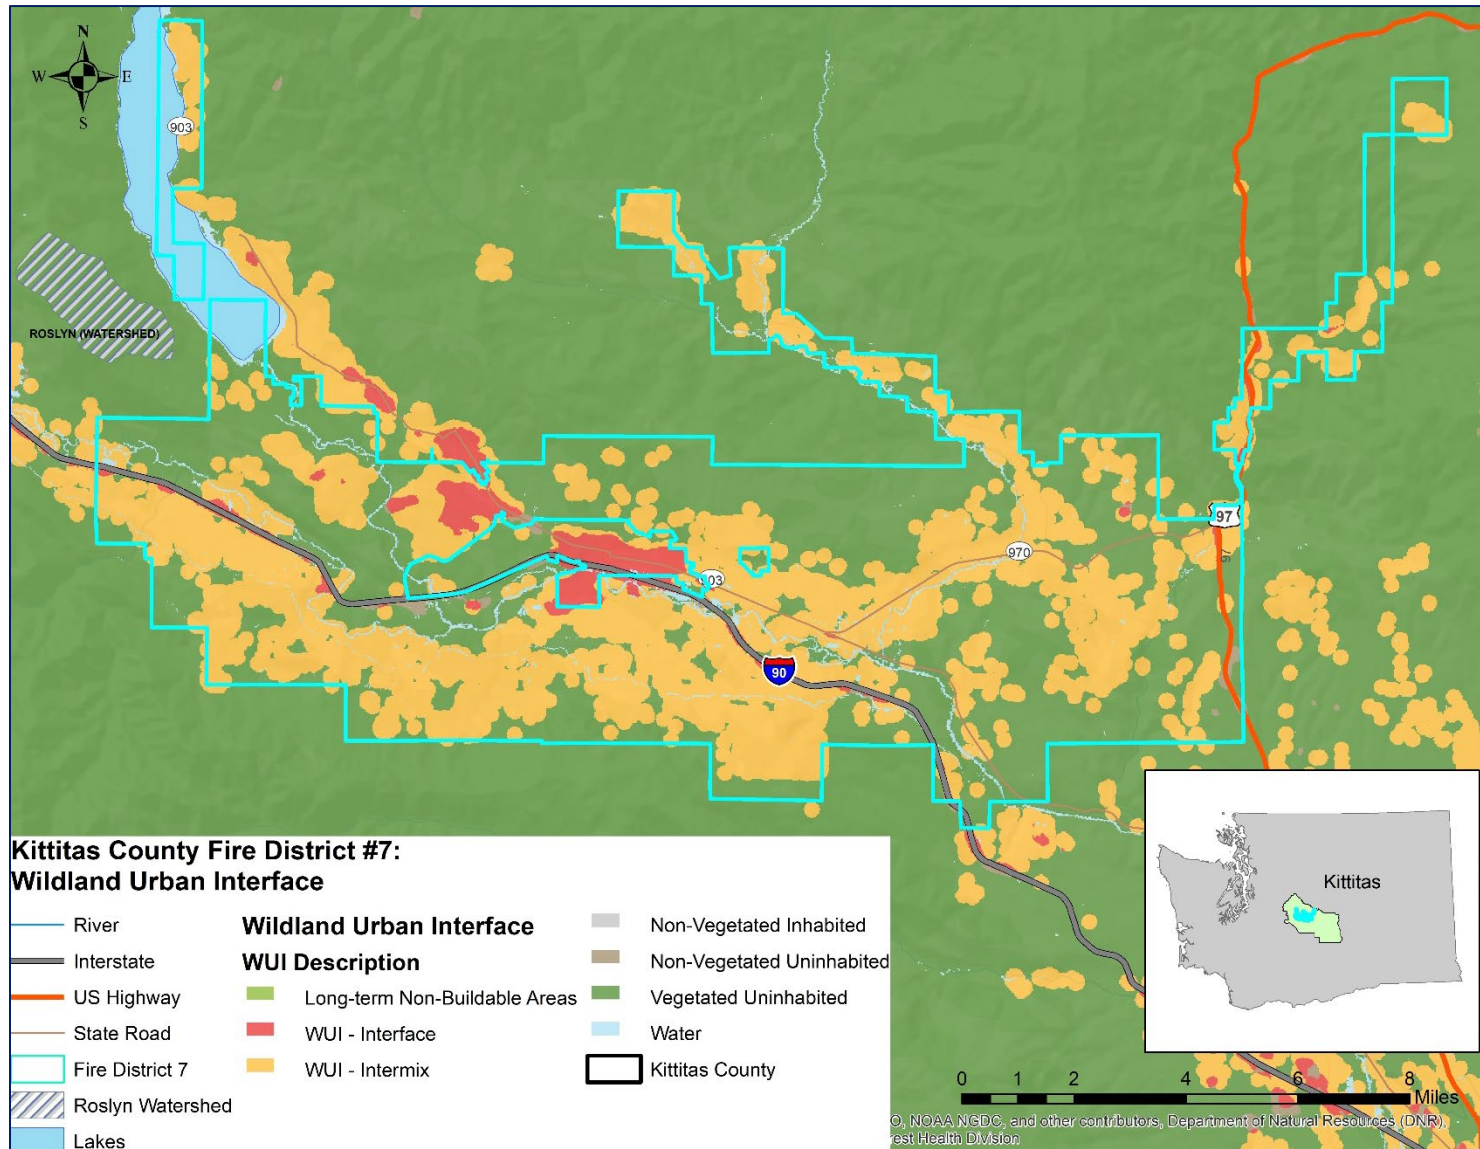 N
W
E
S
903
ROSLYN (WATERSHED)
97
97
970
903
90
Kittitas County Fire District #7:
Wildland Urban Interface
River
Interstate
US Highway
State Road
Fire District 7
Roslyn Watershed
Lakes
Wildland Urban Interface
WUI Description
Long-term Non-Buildable Areas
WUI - Interface
WUI - Intermix
Non-Vegetated Inhabited
Non-Vegetated Uninhabited
Vegetated Uninhabited
Water
Kittitas County
Kittitas
0 1 2 4 6 8
Miles
O, NOAA NGDC, and other contributors, Department of Natural Resources (DNR),
rest Health Division